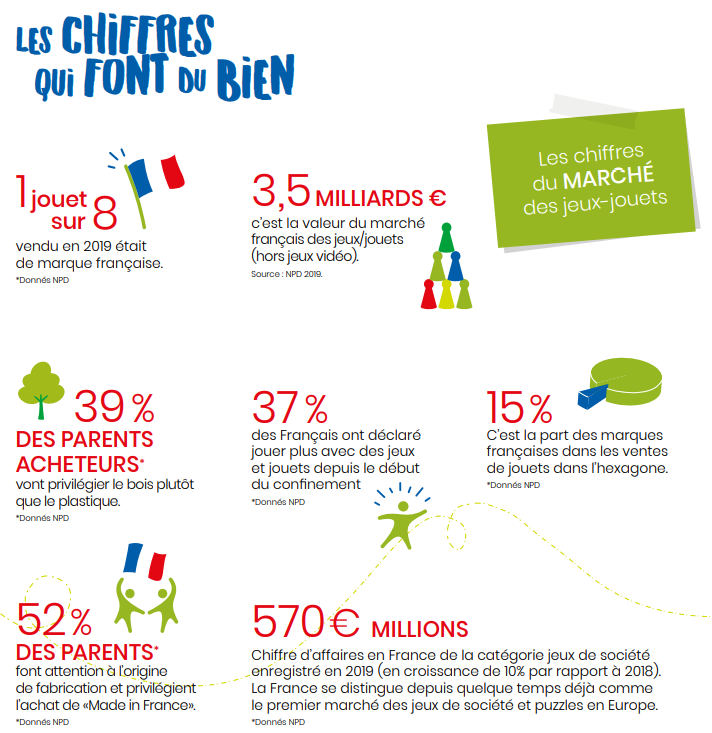 LES CHIFFRES
QUI FONT DU BIEN
Les chiffres
du MARCHÉ
des jeux-jouets
1 jouet
sur 8
vendu en 2019 était
de marque française.
*Donnés NPD
3,5 MILLIARDS €
c'est la valeur du marché
français des jeux/jouets
(hors jeux vidéo).
Source : NPD 2019.
39 %
DES PARENTS
ACHETEURS*
vont privilégier le bois plutôt
que le plastique.
*Donnés NPD
37 %
des Français ont déclaré
jouer plus avec des jeux
et jouets depuis le début
du confinement
*Donnés NPD
15 %
C'est la part des marques
françaises dans les ventes
de jouets dans l'hexagone.
*Donnés NPD
52 %
DES PARENTS*
font attention à l'origine
de fabrication et privilégient
l'achat de «Made in France».
*Donnés NPD
570€ MILLIONS
Chiffre d'affaires en France de la catégorie jeux de société
enregistré en 2019 (en croissance de 10% par rapport à 2018).
La France se distingue depuis quelque temps déjà comme
le premier marché des jeux de société et puzzles en Europe.
*Donnés NPD